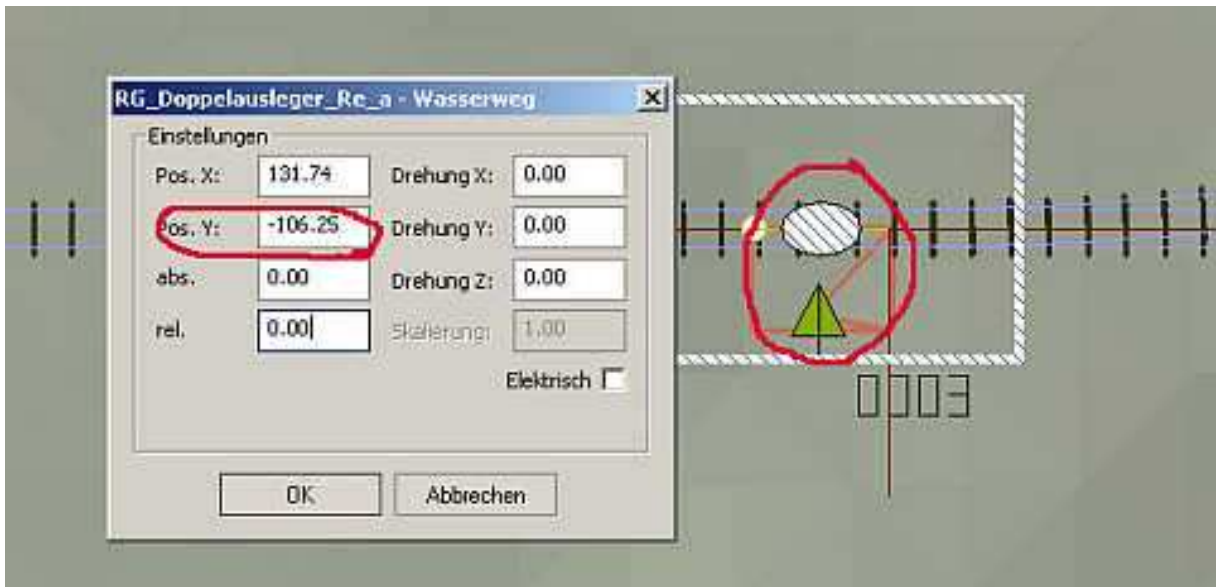 RG_Doppelausleger_Re_a - Wasserweg
Einstellungen
Pos. X: 131.74 Drehung X: 0.00
Pos. Y: -106.25 Drehung Y: 0.00
abs. 0.00 Drehung Z: 0.00
rel. 0.00 Skalierung: 1.00
Elektrisch
OK Abbrechen
0003